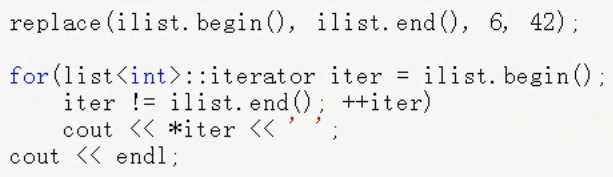 replace(ilist.begin(), ilist.end(), 6, 42);
for(list<int>::iterator iter = ilist.begin();
iter != ilist.end(); ++iter)
cout << *iter << ' ';
cout << endl;